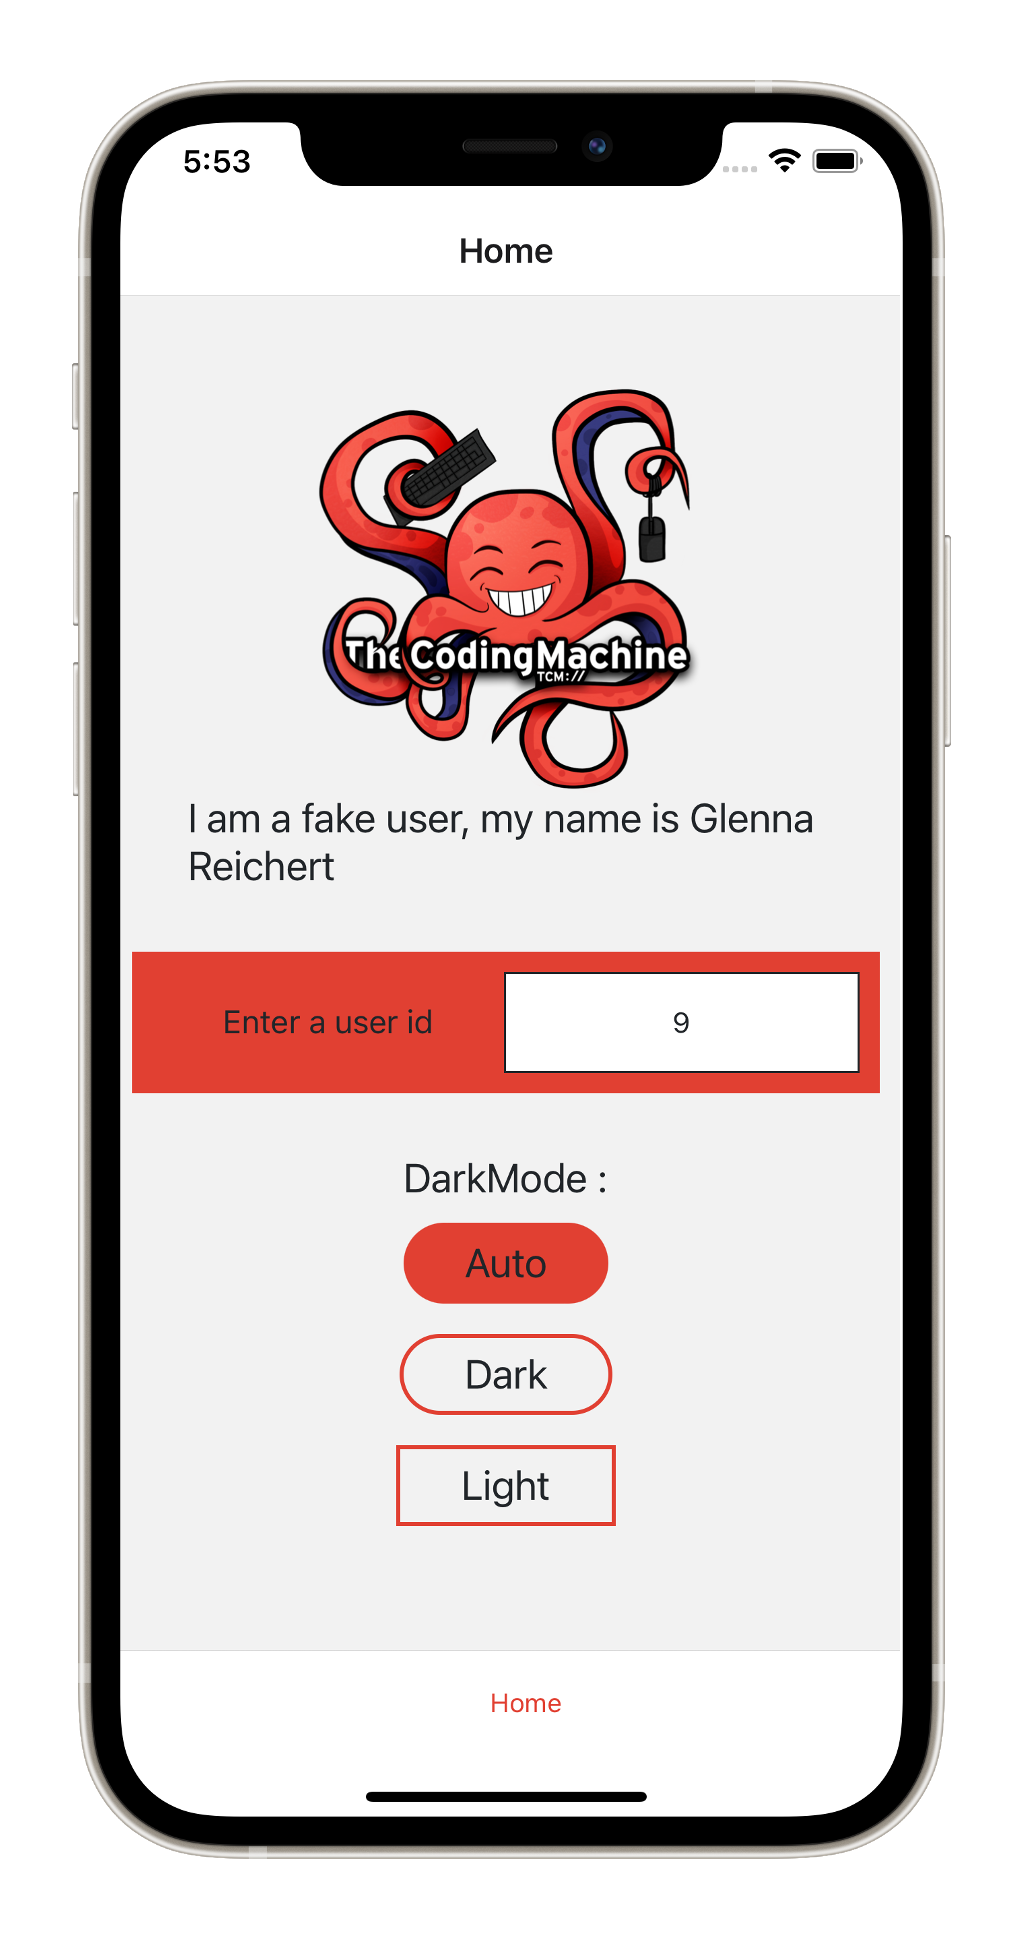 5:53
Home
TheCodingMachine
TCM://
I am a fake user, my name is Glenna
Reichert
Enter a user id
9
DarkMode :
Auto
Dark
Light
Home